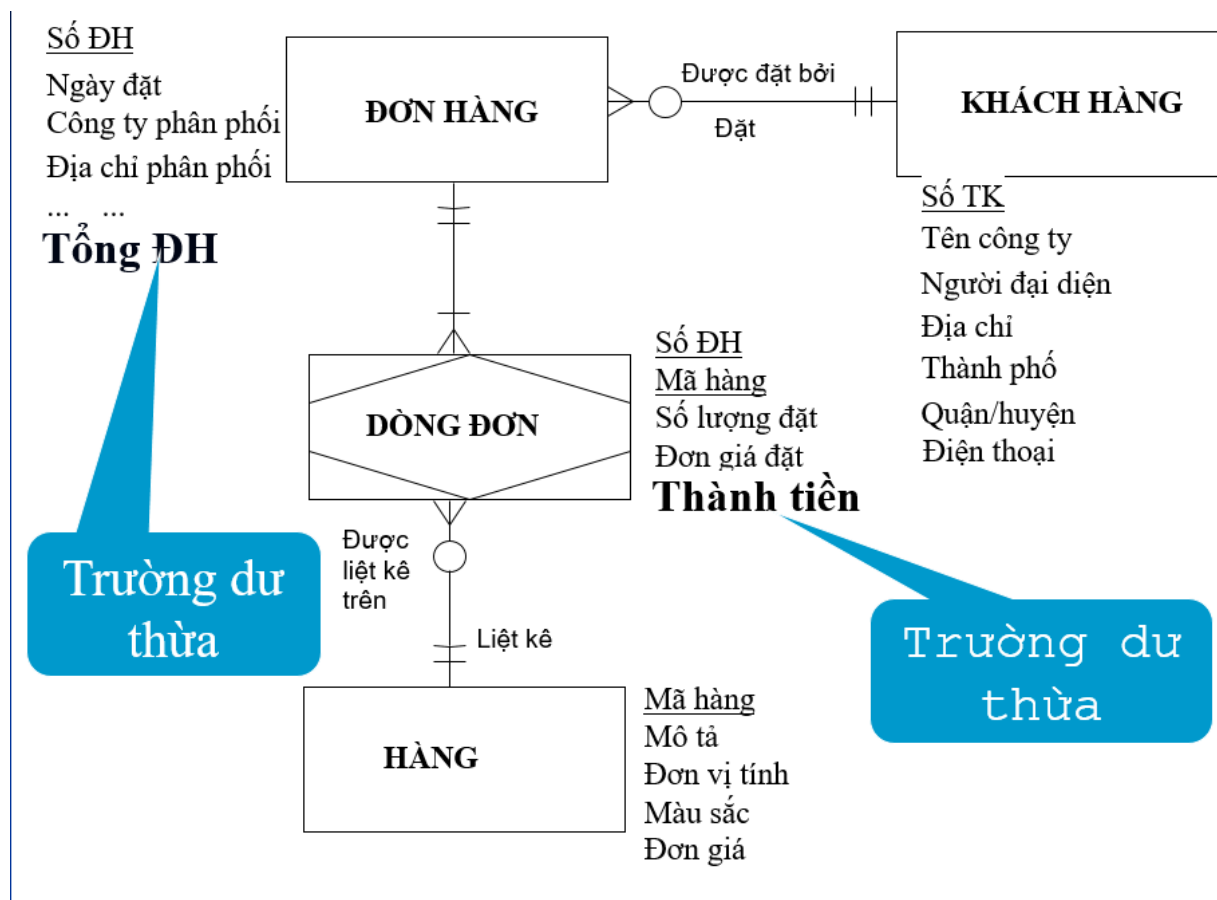 Số ĐH
Ngày đặt
Công ty phân phối
Địa chỉ phân phối
... ...
Tổng ĐH
ĐƠN HÀNG
Được đặt bởi
Đặt
KHÁCH HÀNG
Số TK
Tên công ty
Người đại diện
Địa chỉ
Thành phố
Quận/huyện
Điện thoại
DÒNG ĐƠN
Số ĐH
Mã hàng
Số lượng đặt
Đơn giá đặt
Thành tiền
Trường dư
thừa
Được
liệt kê
trên
Liệt kê
Trường dư
thừa
HÀNG
Mã hàng
Mô tả
Đơn vị tính
Màu sắc
Đơn giá